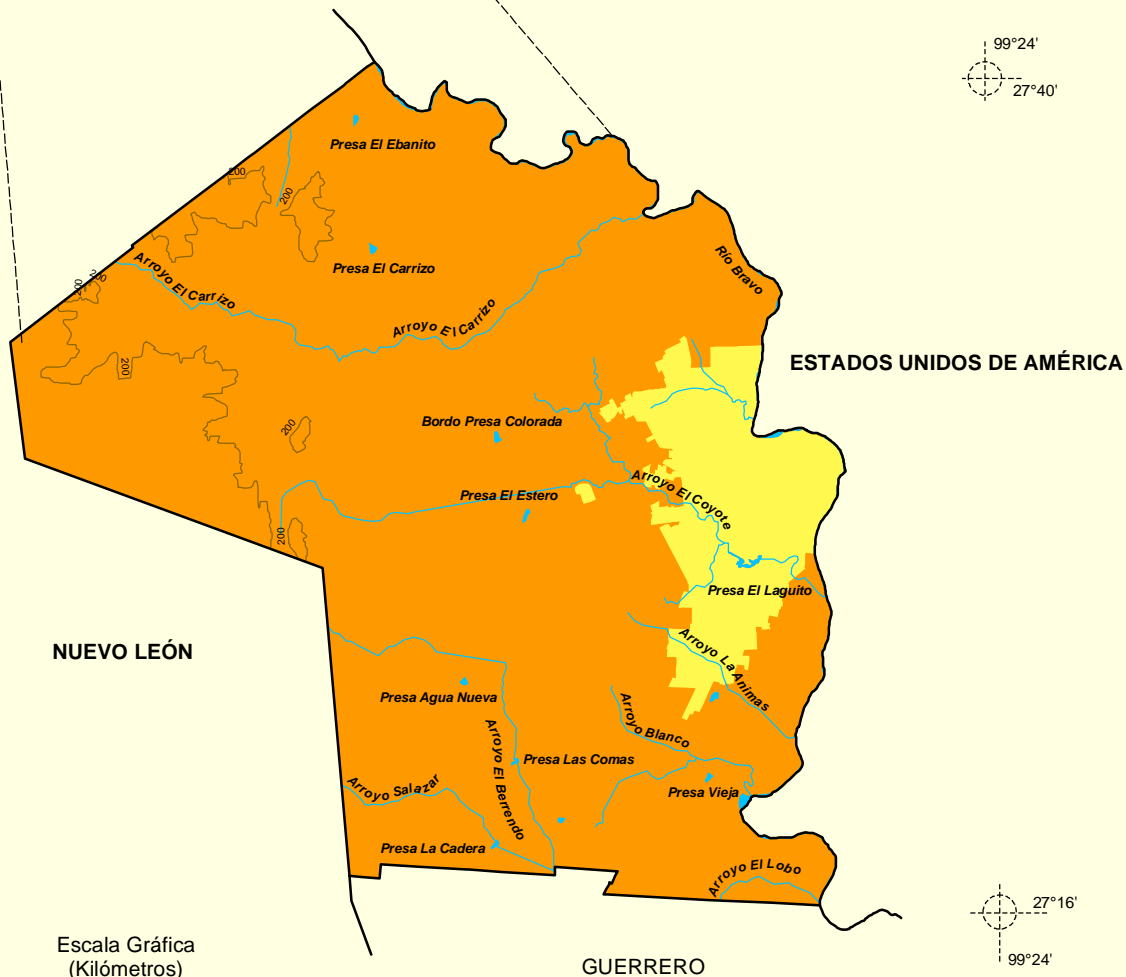 99°24'
27°40'
Presa El Ebanito
200
200
Río Bravo
Arroyo El Carrizo
Presa El Carrizo
200
200
Arroyo El Carrizo
ESTADOS UNIDOS DE AMÉRICA
200
Bordo Presa Colorada
200
Presa El Estero
Arroyo El Coyote
200
Presa El Laguito
NUEVO LEÓN
Arroyo La Animas
Presa Agua Nueva
Arroyo Blanco
Arroyo El Berrendo
Presa Las Comas
Arroyo Salazar
Presa Vieja
Presa La Cadera
Arroyo El Lobo
27°16'
99°24'
Escala Gráfica
(Kilómetros)
GUERRERO